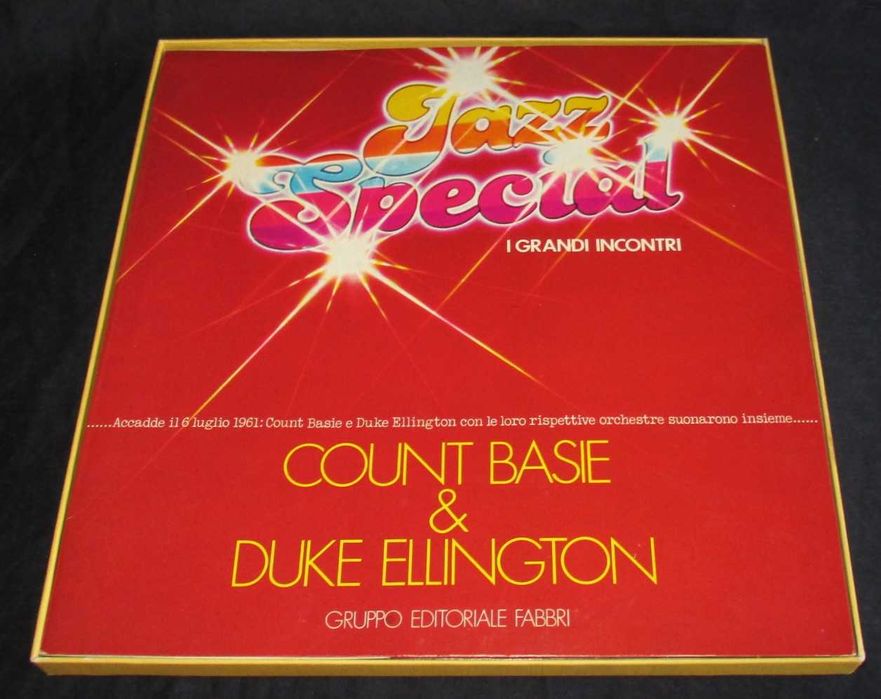 Jazz
Special
I GRANDI INCONTRI
......Accadde il 6 luglio 1961: Count Basie e Duke Ellington con le loro rispettive orchestre suonarono insieme......
COUNT BASIE
&
DUKE ELLINGTON
GRUPPO EDITORIALE FABBRI